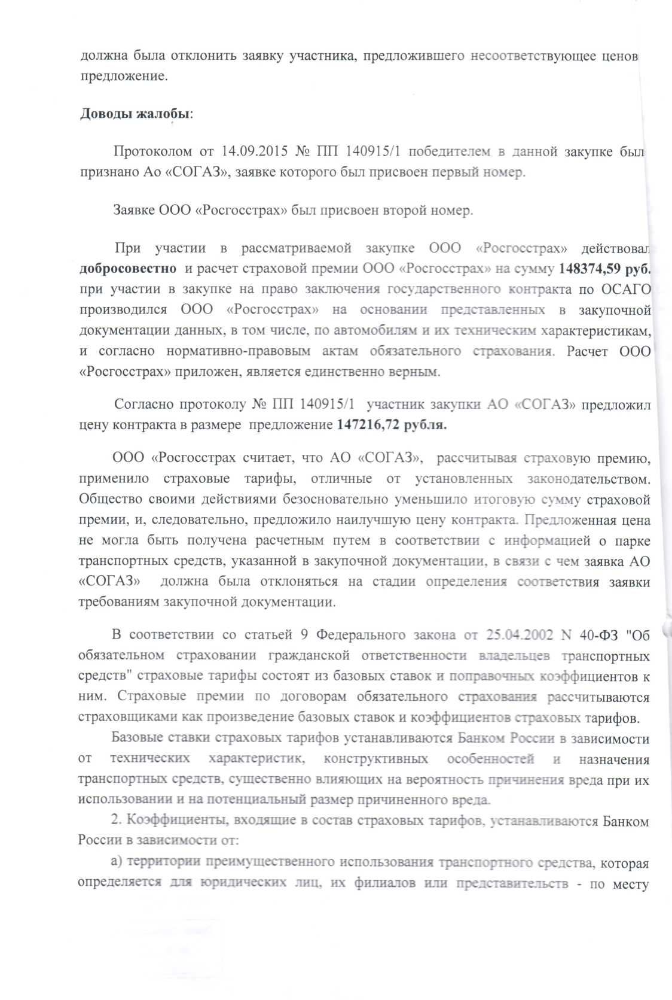 должна была отклонить заявку участника, предложившего несоответствующее ценов
предложение.
Доводы жалобы:
Протоколом от 14.09.2015 № ПП 140915/1 победителем в данной закупке был
признано Ао «СОГАЗ», заявке которого был присвоен первый номер.
Заявке ООО «Росгосстрах» был присвоен второй номер.
При участии в рассматриваемой закупке ООО «Росгосстрах» действовал
добросовестно и расчет страховой премии ООО «Росгосстрах» на сумму 148374,59 руб.
при участии в закупке на право заключения государственного контракта по ОСАГО
производился ООО «Росгосстрах» на основании представленных в закупочной
документации данных, в том числе, по автомобилям и их техническим характеристикам,
и согласно нормативно-правовым актам обязательного страхования. Расчет ООО
«Росгосстрах» приложен, является единственно верным.
Согласно протоколу № ПП 140915/1 участник закупки АО «СОГАЗ» предложил
цену контракта в размере предложение 147216,72 рубля.
ООО «Росгосстрах считает, что АО «СОГАЗ», рассчитывая страховую премию,
применило страховые тарифы, отличные от установленных законодательством.
Общество своими действиями безосновательно уменьшило итоговую сумму страховой
премии, и, следовательно, предложило наилучшую цену контракта. Предложенная цена
не могла быть получена расчетным путем в соответствии с информацией о парке
транспортных средств, указанной в закупочной документации, в связи с чем заявка АО
«СОГАЗ» должна была отклоняться на стадии определения соответствия заявки
требованиям закупочной документации.
В соответствии со статьей 9 Федерального закона от 25.04.2002 N 40-ФЗ "Об
обязательном страховании гражданской ответственности владельцев транспортных
средств" страховые тарифы состоят из базовых ставок и поправочных коэффициентов к
ним. Страховые премии по договорам обязательного страхования рассчитываются
страховщиками как произведение базовых ставок и коэффициентов страховых тарифов.
Базовые ставки страховых тарифов устанавливаются Банком России в зависимости
от технических характеристик, конструктивных особенностей и назначения
транспортных средств, существенно влияющих на вероятность причинения вреда при их
использовании и на потенциальный размер причиненного вреда.
2. Коэффициенты, входящие в состав страховых тарифов, устанавливаются Банком
России в зависимости от:
а) территории преимущественного использования транспортного средства, которая
определяется для юридических лиц, их филиалов или представительств - по месту